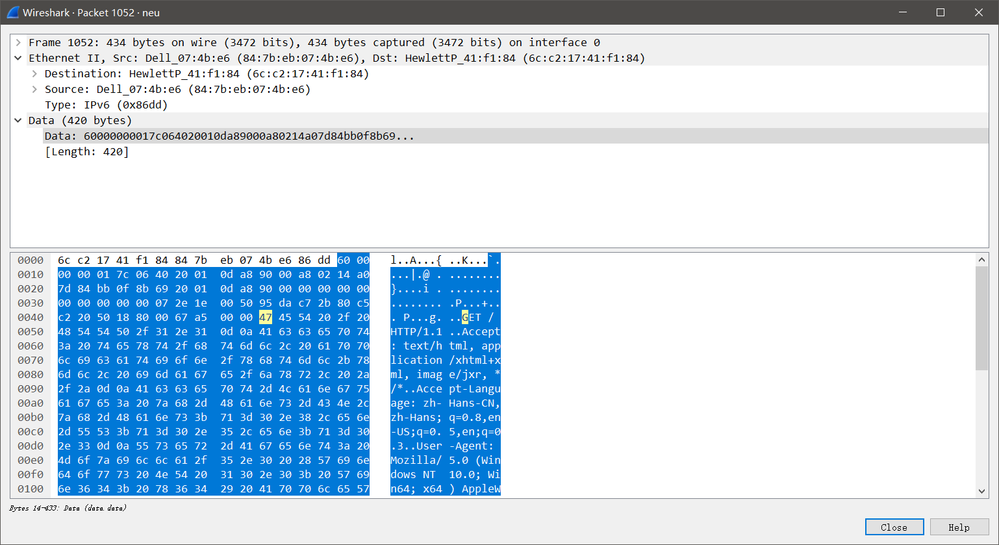 Wireshark · Packet 1052 · neu
Frame 1052: 434 bytes on wire (3472 bits), 434 bytes captured (3472 bits) on interface 0
Ethernet II, Src: Dell_07:4b:e6 (84:7b:eb:07:4b:e6), Dst: HewlettP_41:f1:84 (6c:c2:17:41:f1:84)
Destination: HewlettP_41:f1:84 (6c:c2:17:41:f1:84)
Source: Dell_07:4b:e6 (84:7b:eb:07:4b:e6)
Type: IPv6 (0x86dd)
Data (420 bytes)
Data: 60000000017c064020010da89000a80214a07d84bb0f8b69...
[Length: 420]
0000 6c c2 17 41 f1 84 84 7b eb 07 4b e6 86 dd 60 00 l..A...{ ..K...`.
0010 00 00 01 7c 06 40 20 01 0d a8 90 00 a8 02 14 a0 ...|.@ . ........
0020 7d 84 bb 0f 8b 69 20 01 0d a8 90 00 00 00 00 00 }....i . ........
0030 00 00 00 00 00 07 2e 1e 00 50 95 da c7 2b 80 c5 ........ .P...+..
0040 c2 20 50 18 80 00 67 a5 00 00 47 45 54 20 2f 20 . P...g. ..GET /
0050 48 54 54 50 2f 31 2e 31 0d 0a 41 63 63 65 70 74 HTTP/1.1 ..Accept
0060 3a 20 74 65 78 74 2f 68 74 6d 6c 2c 20 61 70 70 : text/h tml, app
0070 6c 69 63 61 74 69 6f 6e 2f 78 68 74 6d 6c 2b 78 lication /xhtml+x
0080 6d 6c 2c 20 69 6d 61 67 65 2f 6a 78 72 2c 20 2a ml, imag e/jxr, *
0090 2f 2a 0d 0a 41 63 63 65 70 74 2d 4c 61 6e 67 75 /*..Acce pt-Langu
00a0 61 67 65 3a 20 7a 68 2d 48 61 6e 73 2d 43 4e 2c age: zh- Hans-CN,
00b0 7a 68 2d 48 61 6e 73 3b 71 3d 30 2e 38 2c 65 6e zh-Hans; q=0.8,en
00c0 2d 55 53 3b 71 3d 30 2e 35 2c 65 6e 3b 71 3d 30 -US;q=0. 5,en;q=0
00d0 2e 33 0d 0a 55 73 65 72 2d 41 67 65 6e 74 3a 20 .3..User -Agent:
00e0 4d 6f 7a 69 6c 6c 61 2f 35 2e 30 20 28 57 69 6e Mozilla/ 5.0 (Win
00f0 64 6f 77 73 20 4e 54 20 31 30 2e 30 3b 20 57 69 dows NT 10.0; Wi
0100 6e 36 34 3b 20 78 36 34 29 20 41 70 70 6c 65 57 n64; x64 ) AppleW
Bytes 14-433: Data (data.data)
Close
Help